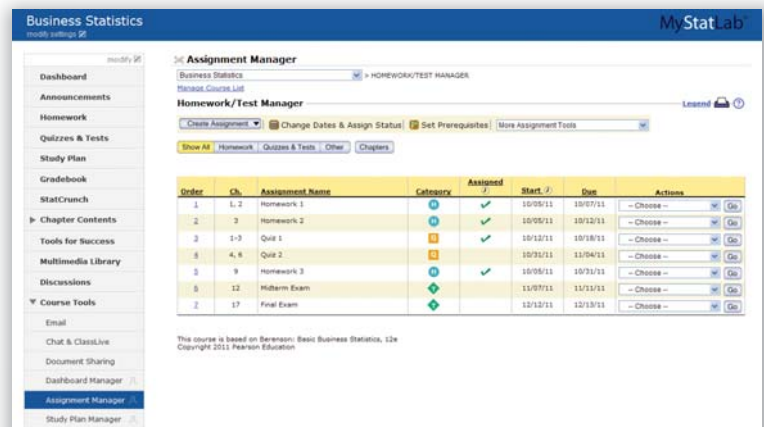 Business Statistics
modify settings
MyStatLab
modify
Dashboard
Announcements
Homework
Quizzes & Tests
Study Plan
Gradebook
StatCrunch
Chapter Contents
Tools for Success
Multimedia Library
Discussions
Course Tools
Email
Chat & ClassLive
Document Sharing
Dashboard Manager
Assignment Manager
Study Plan Manager
Assignment Manager
Business Statistics > HOMEWORK/TEST MANAGER
Manage Course List
Homework/Test Manager Legend
Create Assignment Change Dates & Assign Status Set Prerequisites More Assignment Tools
Show All Homework Quizzes & Tests Other Chapters
Order Ch. Assignment Name Category Assigned Start Due Actions
1 1, 2 Homework 1 H 10/05/11 10/07/11 -- Choose -- Go
2 3 Homework 2 H 10/05/11 10/12/11 -- Choose -- Go
3 1-3 Quiz 1 Q 10/12/11 10/18/11 -- Choose -- Go
4 4, 6 Quiz 2 Q 10/31/11 11/04/11 -- Choose -- Go
5 9 Homework 3 H 10/05/11 10/31/11 -- Choose -- Go
6 12 Midterm Exam T 11/07/11 11/11/11 -- Choose -- Go
7 17 Final Exam T 12/12/11 12/13/11 -- Choose -- Go
This course is based on Berenson: Basic Business Statistics, 12e
Copyright 2011 Pearson Education